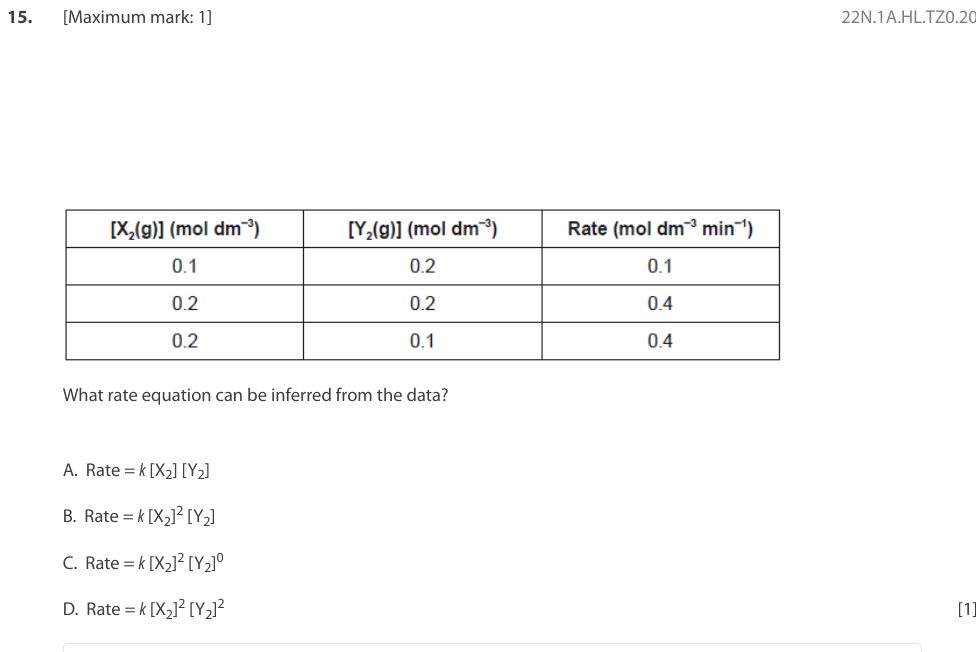 15. [Maximum mark: 1] 22N.1A.HL.TZ0.20
[X₂(g)] (mol dm⁻³) [Y₂(g)] (mol dm⁻³) Rate (mol dm⁻³ min⁻¹)
0.1 0.2 0.1
0.2 0.2 0.4
0.2 0.1 0.4
What rate equation can be inferred from the data?
A. Rate = k [X₂] [Y₂]
B. Rate = k [X₂]² [Y₂]
C. Rate = k [X₂]² [Y₂]⁰
D. Rate = k [X₂]² [Y₂]² [1]